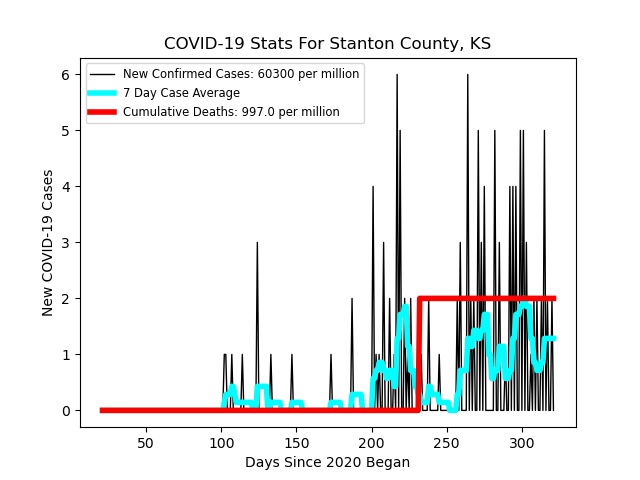 COVID-19 Stats For Stanton County, KS
New Confirmed Cases: 60300 per million
7 Day Case Average
Cumulative Deaths: 997.0 per million
New COVID-19 Cases
6
5
4
3
2
1
0
50 100 150 200 250 300
Days Since 2020 Began